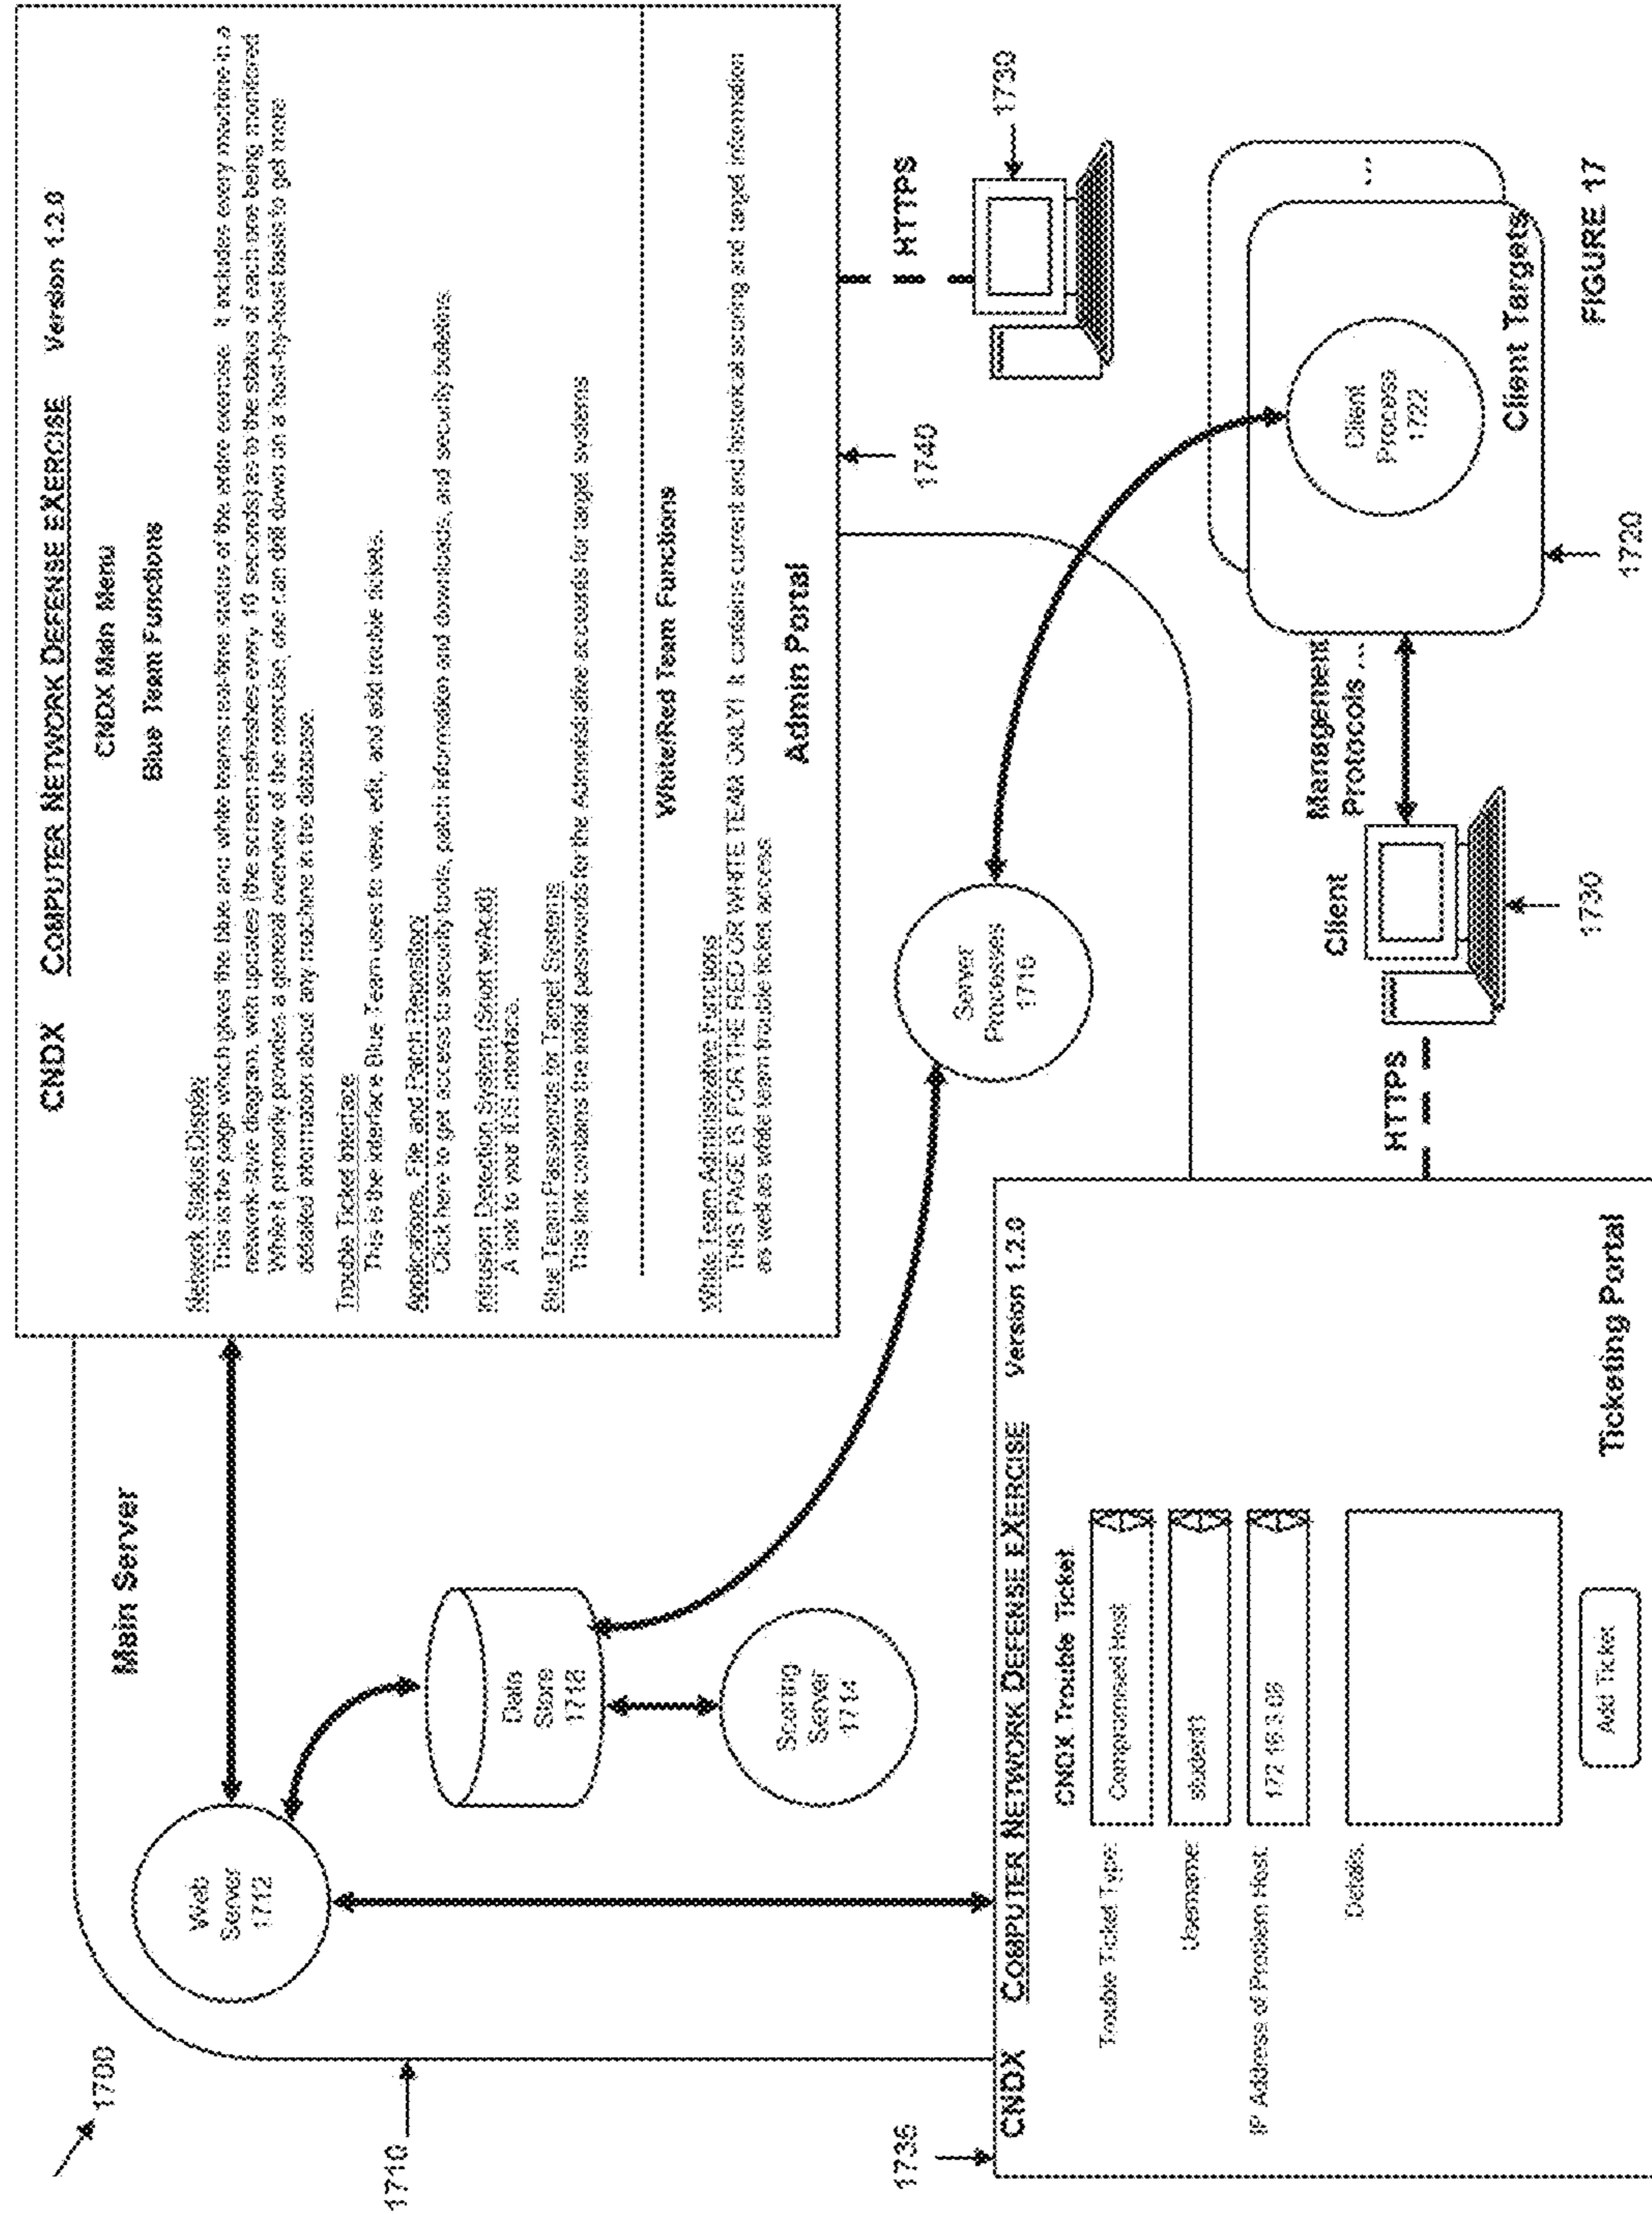 1700
1710
Main Server
Web
Server
1712
Data
Store
1718
Scoring
Server
1714
Server
Processes
1716
CNDX COMPUTER NETWORK DEFENSE EXERCISE Version 1.2.0
CNDX Main Menu
Blue Team Functions
Network Status Display
This is the page which gives the blue and white teams real-time status of the entire exercise. It includes every machine in a
network-style diagram, with updates (the screen refreshes every 10 seconds) as to the status of each one being monitored
While it primarily provides a general overview of the exercise, one can drill down on a host-by-host basis to get more
detailed information about any machine in the database.
Trouble Ticket Interface
This is the interface Blue Team uses to view, edit, and add trouble tickets.
Applications, File and Patch Repository
Click here to get access to security tools, patch information and downloads, and security bulletins.
Intrusion Detection System (Snort w/Acid)
A link to your IDS interface.
Blue Team Passwords for Target Systems
This link contains the initial passwords for the Administrative accounts for target systems
White/Red Team Functions
White Team Administrative Functions
THIS PAGE IS FOR THE RED OR WHITE TEAM ONLY! It contains current and historical scoring and target information
as well as white team trouble ticket access
Admin Portal
1740
HTTPS
1730
1736
CNDX COMPUTER NETWORK DEFENSE EXERCISE Version 1.2.0
CNDX Trouble Ticket
Trouble Ticket Type: Compromised Host
Username:
IP Address of Problem Host:
Details:
Add Ticket
Ticketing Portal
HTTPS
Client
1730
Management
Protocols ...
Client
Process
1722
...
Client Targets
1720
FIGURE 17